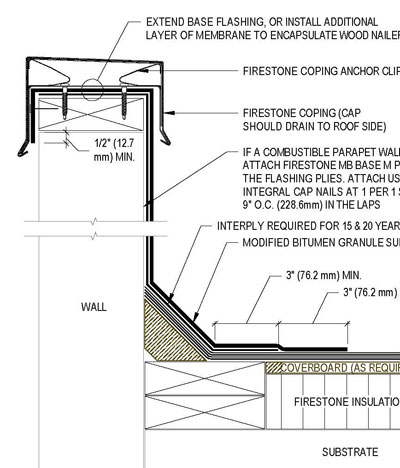 EXTEND BASE FLASHING, OR INSTALL ADDITIONAL
LAYER OF MEMBRANE TO ENCAPSULATE WOOD NAILER
FIRESTONE COPING ANCHOR CLIP
FIRESTONE COPING (CAP
SHOULD DRAIN TO ROOF SIDE)
1/2" (12.7
mm) MIN.
IF A COMBUSTIBLE PARAPET WALL
ATTACH FIRESTONE MB BASE M P
THE FLASHING PLIES. ATTACH US
INTEGRAL CAP NAILS AT 1 PER 1 S
9" O.C. (228.6mm) IN THE LAPS
INTERPLY REQUIRED FOR 15 & 20 YEAR
MODIFIED BITUMEN GRANULE SU
3" (76.2 mm) MIN.
3" (76.2 mm)
WALL
COVERBOARD (AS REQUI
FIRESTONE INSULATIO
SUBSTRATE